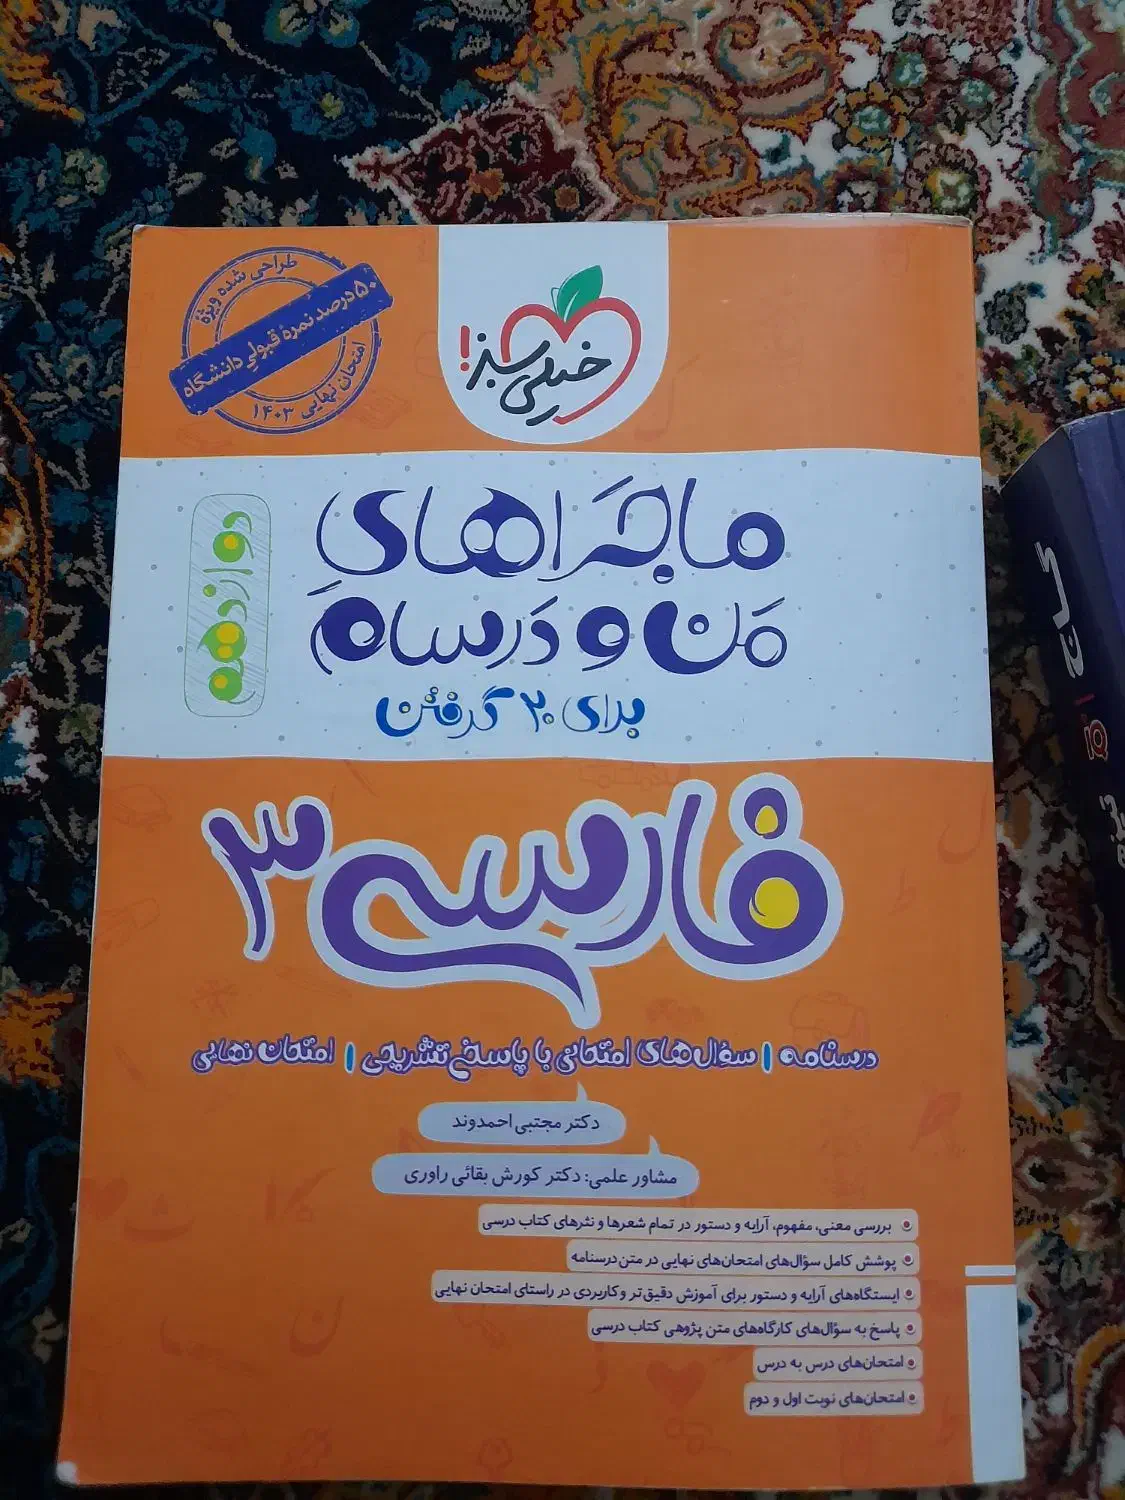 طراحی شده ویژه
۵۰ درصد نمرهٔ قبولی دانشگاه
امتحان نهایی ۱۴۰۳
خیلی سبز!
ماجراهایِ
مَن و دَرسام
برای ۲۰ گرفتن
دوازدهم
فارسی ۳
درسنامه | سؤال‌های امتحانی با پاسخ تشریحی | امتحان نهایی
دکتر مجتبی احمدوند
مشاور علمی: دکتر کورش بقائی راوری
بررسی معنی، مفهوم، آرایه و دستور در تمام شعرها و نثرهای کتاب درسی
پوشش کامل سؤال‌های امتحان‌های نهایی در متن درسنامه
ایستگاه‌های آرایه و دستور برای آموزش دقیق‌تر و کاربردی در راستای امتحان نهایی
پاسخ به سؤال‌های کارگاه‌های متن پژوهی کتاب درسی
امتحان‌های درس به درس
امتحان‌های نوبت اول و دوم
گاج